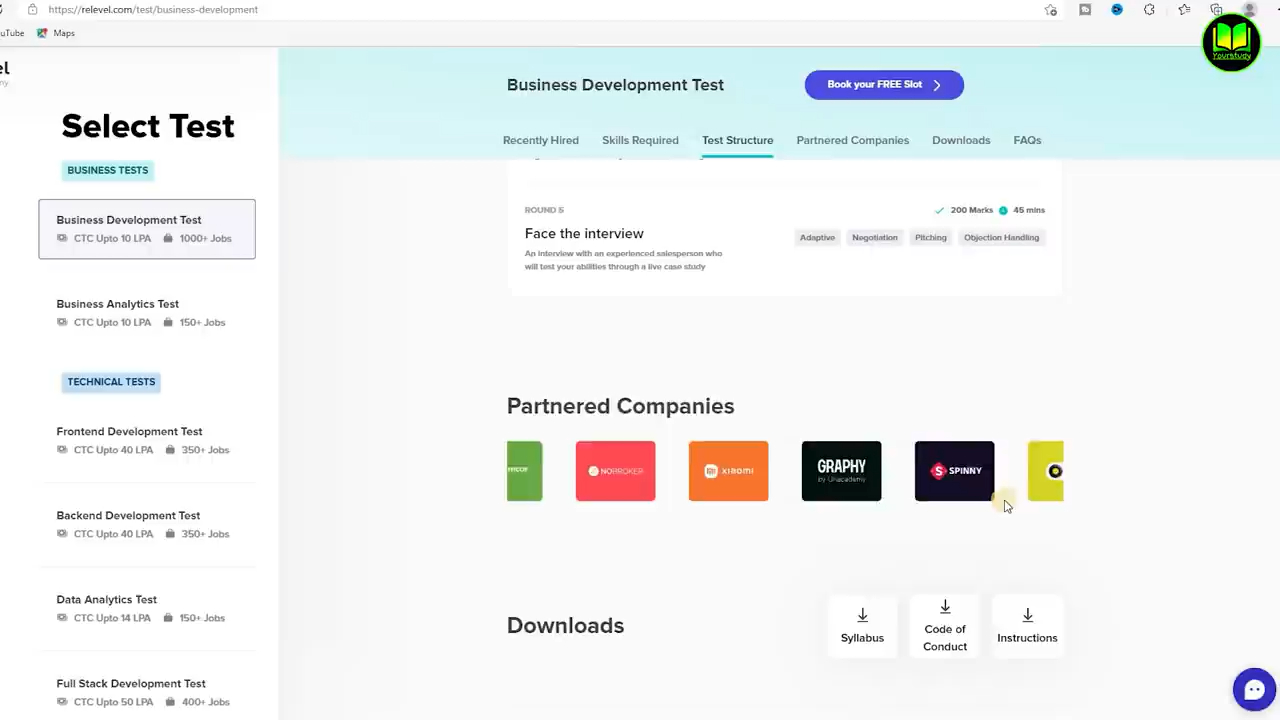 https://relevel.com/test/business-development
uTube
Maps
Yourstudy
el
Select Test
BUSINESS TESTS
Business Development Test
CTC Upto 10 LPA
1000+ Jobs
Business Analytics Test
CTC Upto 10 LPA
150+ Jobs
TECHNICAL TESTS
Frontend Development Test
CTC Upto 40 LPA
350+ Jobs
Backend Development Test
CTC Upto 40 LPA
350+ Jobs
Data Analytics Test
CTC Upto 14 LPA
150+ Jobs
Full Stack Development Test
CTC Upto 50 LPA
400+ Jobs
Business Development Test
Book your FREE Slot
Recently Hired
Skills Required
Test Structure
Partnered Companies
Downloads
FAQs
ROUND 5
200 Marks
45 mins
Face the interview
Adaptive
Negotiation
Pitching
Objection Handling
An interview with an experienced salesperson who
will test your abilities through a live case study
Partnered Companies
NOBROKER
xiaomi
GRAPHY
by Unacademy
SPINNY
Downloads
Syllabus
Code of
Conduct
Instructions